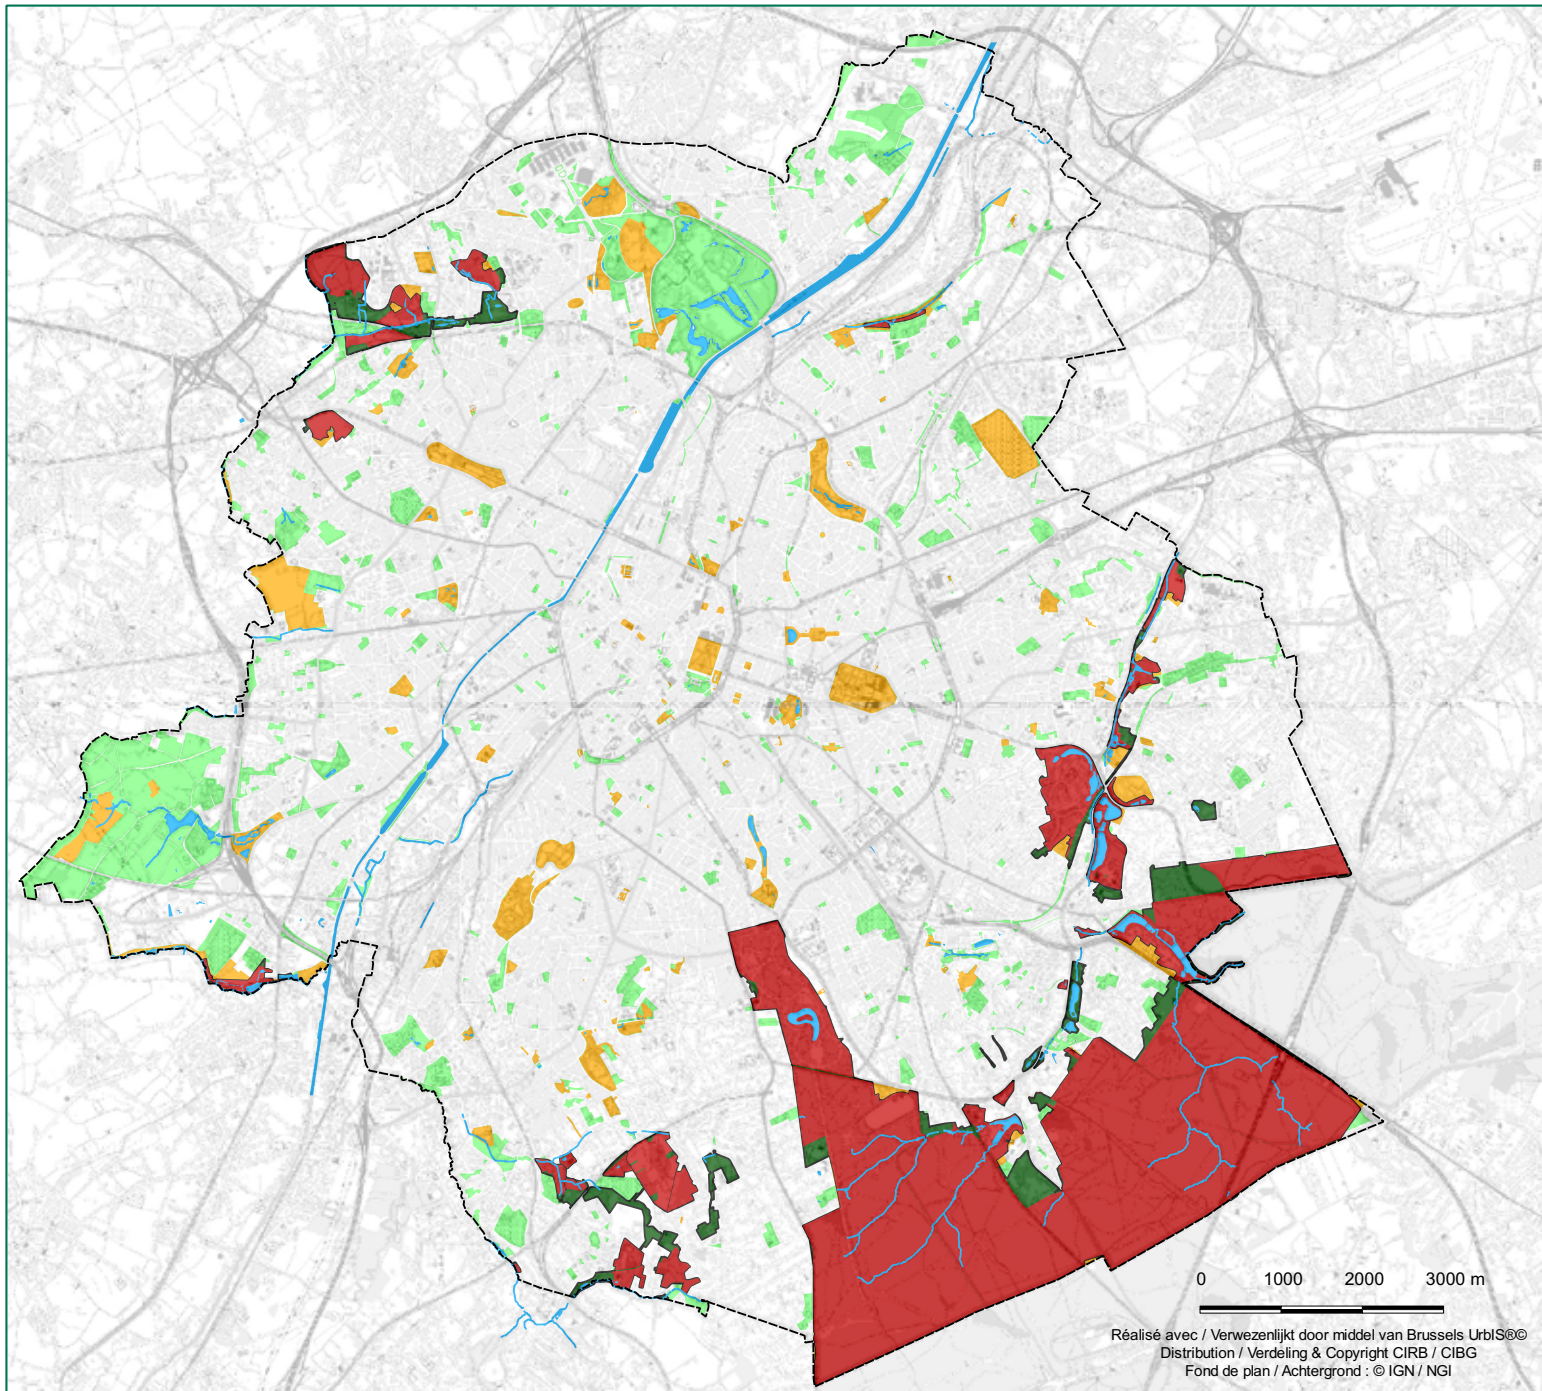 0 1000 2000 3000 m
Réalisé avec / Verwezenlijkt door middel van Brussels UrbIS®©
Distribution / Verdeling & Copyright CIRB / CIBG
Fond de plan / Achtergrond : © IGN / NGI